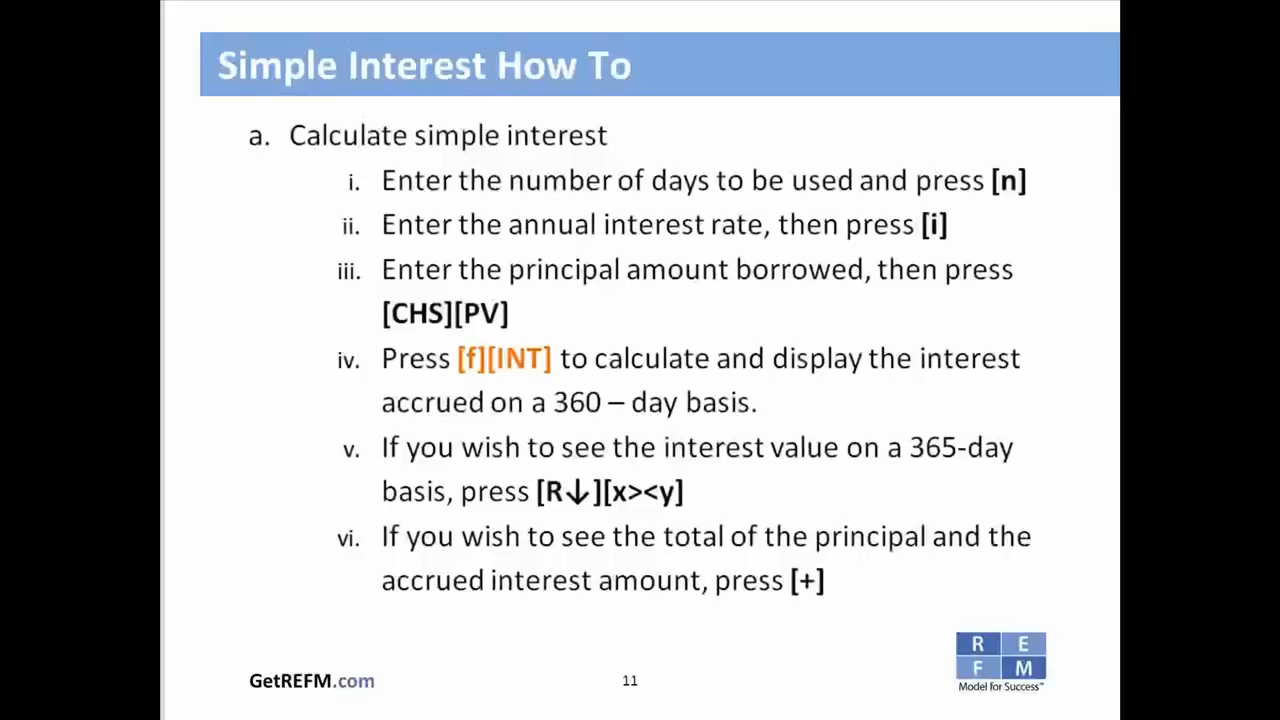 Simple Interest How To
a. Calculate simple interest
i. Enter the number of days to be used and press [n]
ii. Enter the annual interest rate, then press [i]
iii. Enter the principal amount borrowed, then press
[CHS][PV]
iv. Press [f][INT] to calculate and display the interest
accrued on a 360 – day basis.
v. If you wish to see the interest value on a 365-day
basis, press [R↓][x><y]
vi. If you wish to see the total of the principal and the
accrued interest amount, press [+]
R E
F M
Model for Success™
GetREFM.com
11